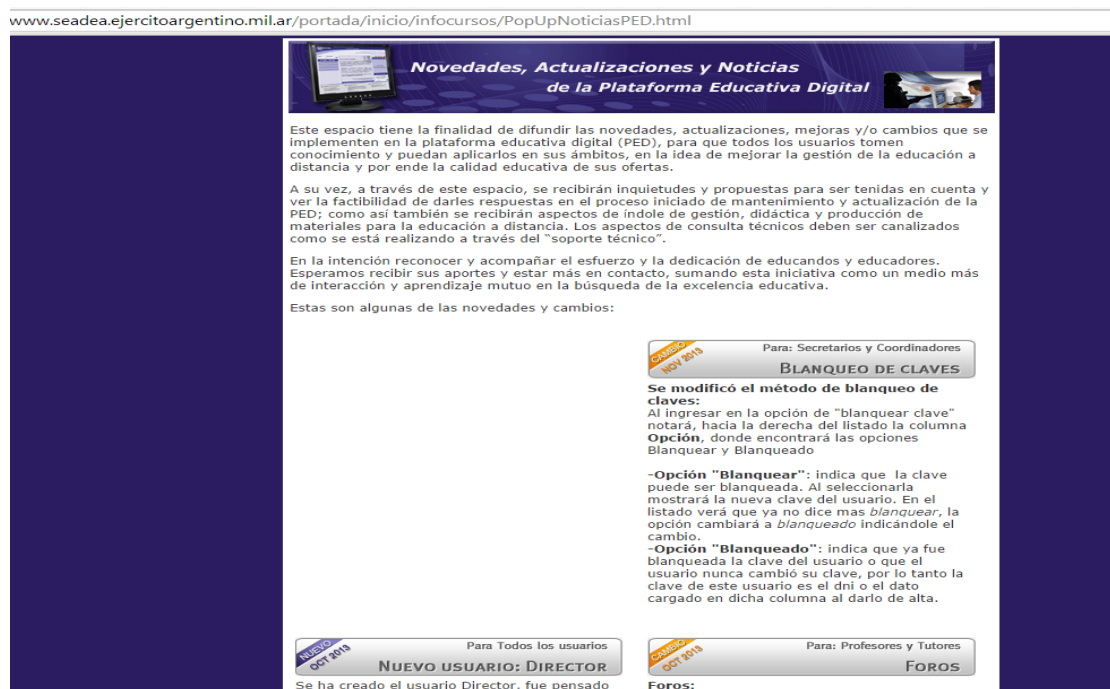 www.seadea.ejercitoargentino.mil.ar/portada/inicio/infocursos/PopUpNoticiasPED.html
Novedades, Actualizaciones y Noticias
de la Plataforma Educativa Digital
Este espacio tiene la finalidad de difundir las novedades, actualizaciones, mejoras y/o cambios que se
implementen en la plataforma educativa digital (PED), para que todos los usuarios tomen
conocimiento y puedan aplicarlos en sus ámbitos, en la idea de mejorar la gestión de la educación a
distancia y por ende la calidad educativa de sus ofertas.
A su vez, a través de este espacio, se recibirán inquietudes y propuestas para ser tenidas en cuenta y
ver la factibilidad de darles respuestas en el proceso iniciado de mantenimiento y actualización de la
PED; como así también se recibirán aspectos de índole de gestión, didáctica y producción de
materiales para la educación a distancia. Los aspectos de consulta técnicos deben ser canalizados
como se está realizando a través del "soporte técnico".
En la intención reconocer y acompañar el esfuerzo y la dedicación de educandos y educadores.
Esperamos recibir sus aportes y estar más en contacto, sumando esta iniciativa como un medio más
de interacción y aprendizaje mutuo en la búsqueda de la excelencia educativa.
Estas son algunas de las novedades y cambios:
CAMBIO
NOV 2013
Para: Secretarios y Coordinadores
BLANQUEO DE CLAVES
Se modificó el método de blanqueo de
claves:
Al ingresar en la opción de "blanquear clave"
notará, hacia la derecha del listado la columna
Opción, donde encontrará las opciones
Blanquear y Blanqueado
-Opción "Blanquear": indica que la clave
puede ser blanqueada. Al seleccionarla
mostrará la nueva clave del usuario. En el
listado verá que ya no dice mas blanquear, la
opción cambiará a blanqueado indicándole el
cambio.
-Opción "Blanqueado": indica que ya fue
blanqueada la clave del usuario o que el
usuario nunca cambió su clave, por lo tanto la
clave de este usuario es el dni o el dato
cargado en dicha columna al darlo de alta.
NUEVO
OCT 2013
Para Todos los usuarios
NUEVO USUARIO: DIRECTOR
Se ha creado el usuario Director, fue pensado
CAMBIO
OCT 2013
Para: Profesores y Tutores
FOROS
Foros: